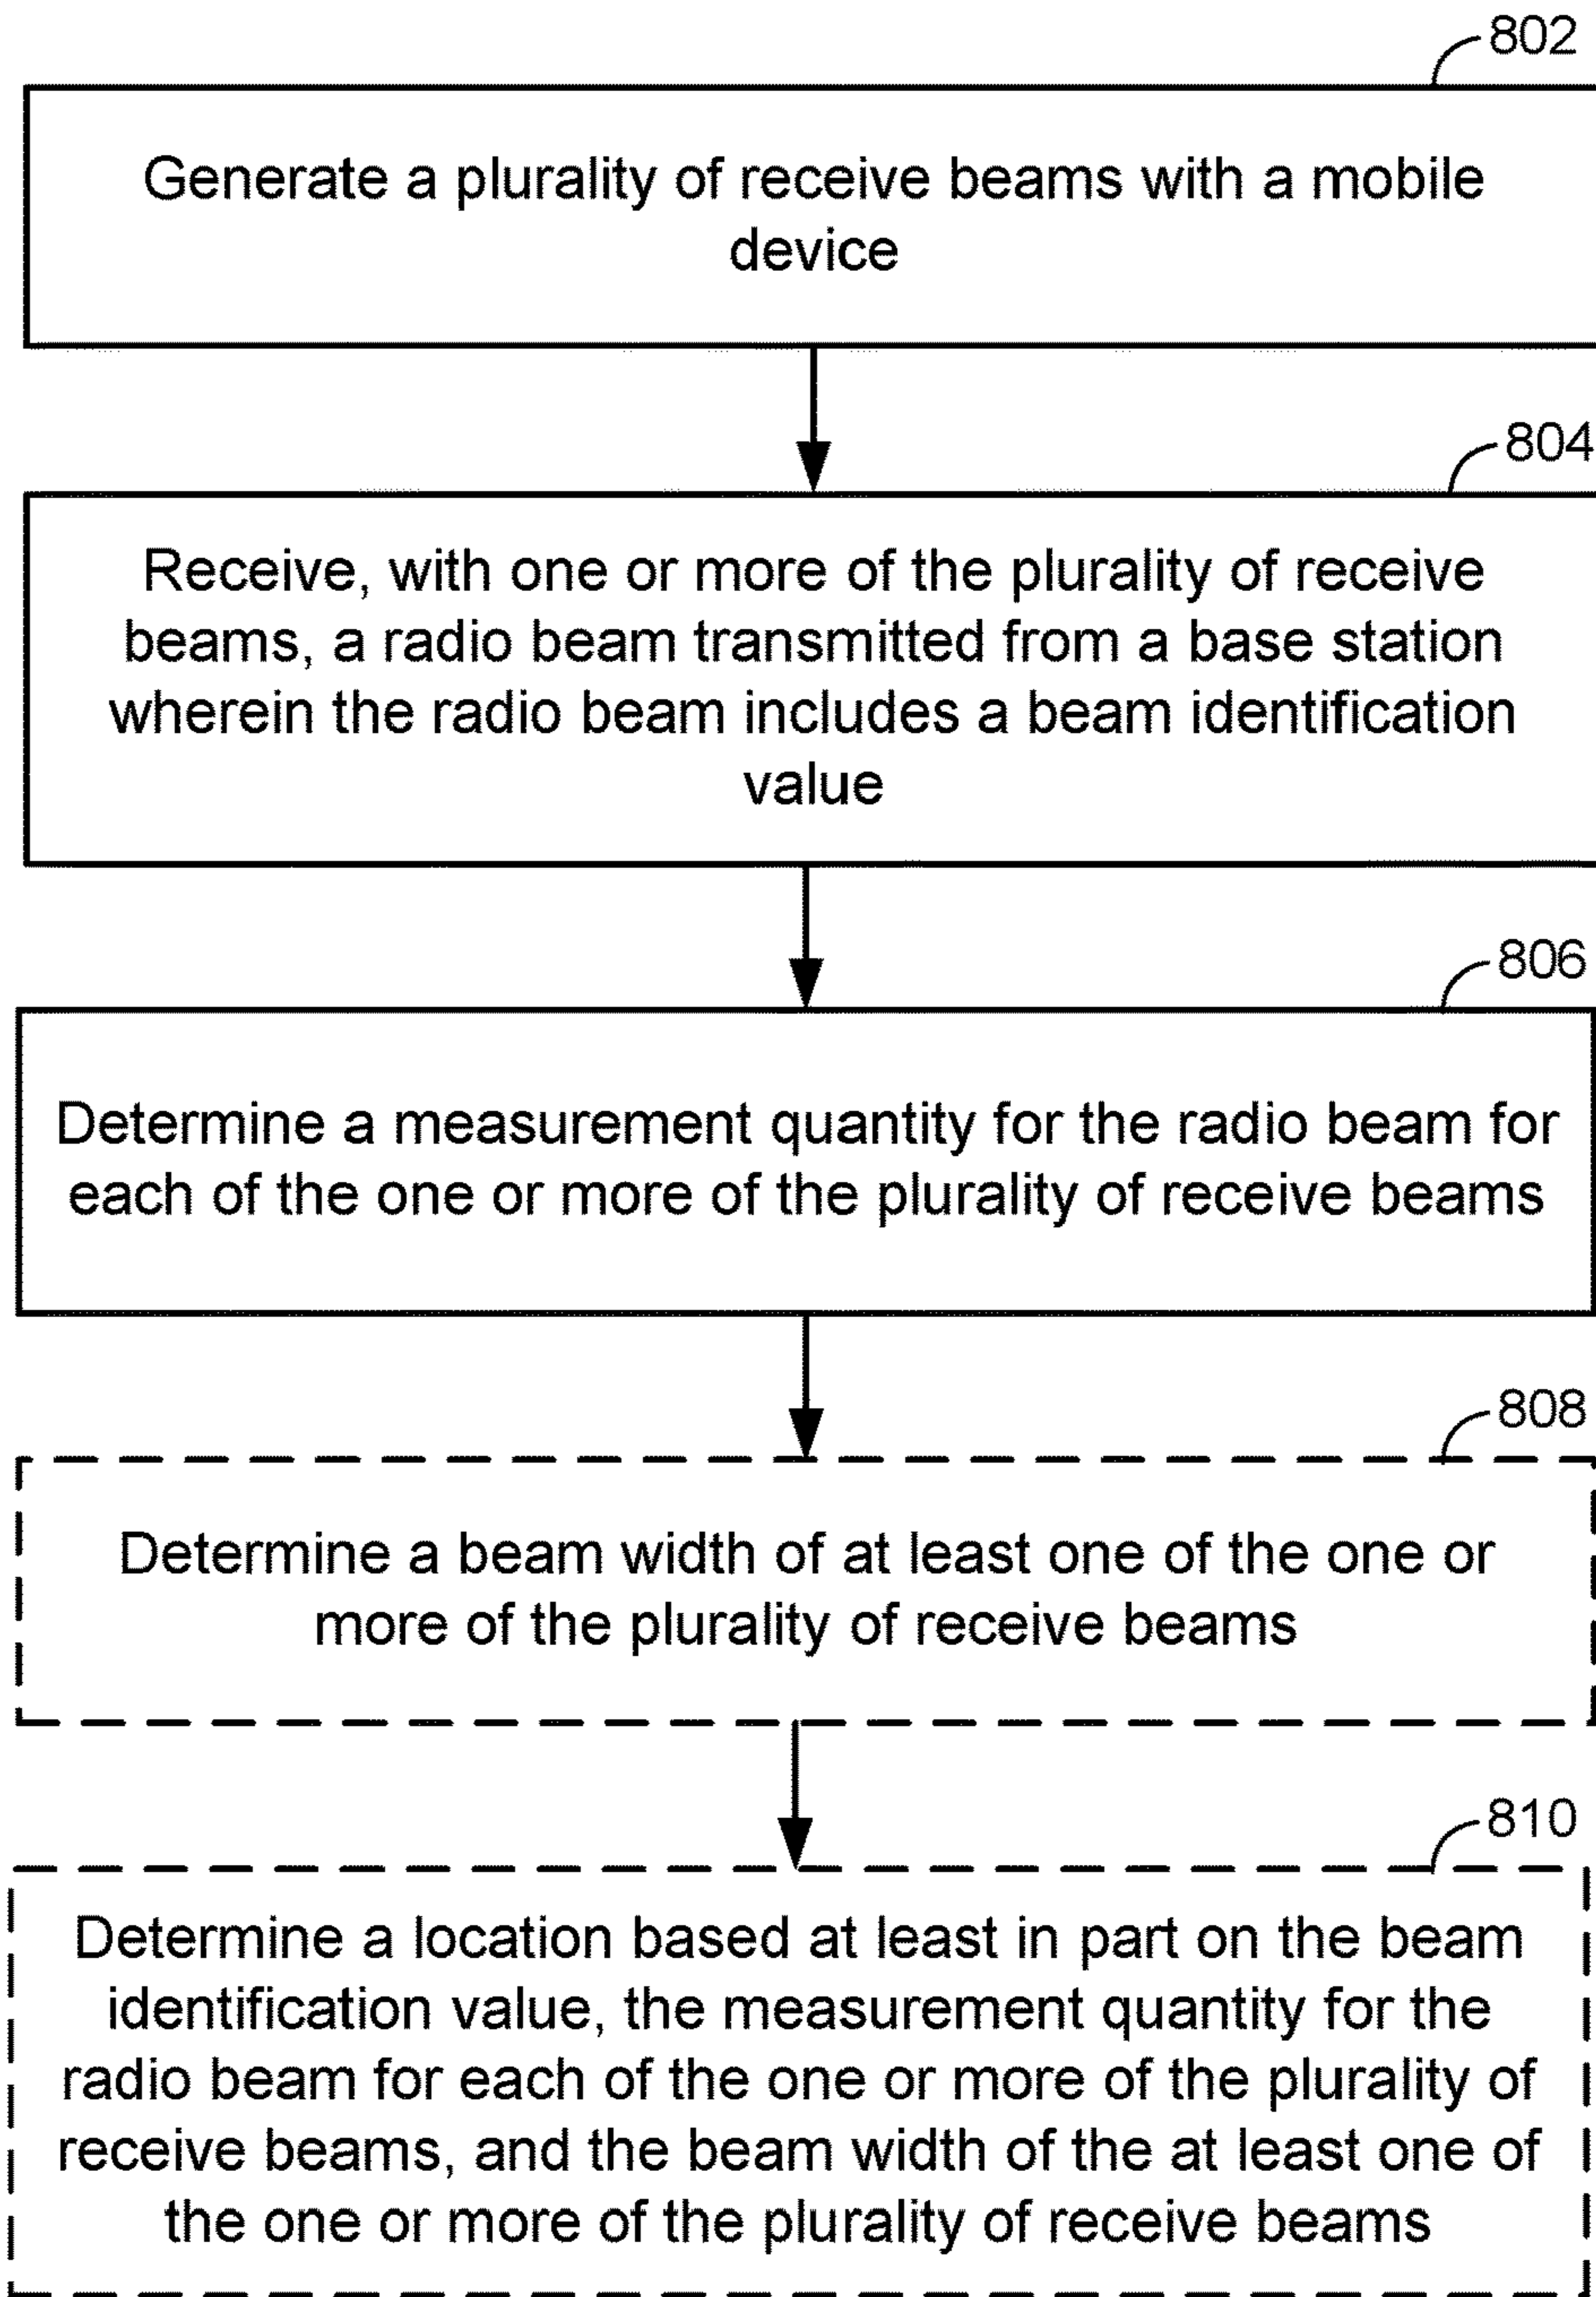 802
Generate a plurality of receive beams with a mobile
device
804
Receive, with one or more of the plurality of receive
beams, a radio beam transmitted from a base station
wherein the radio beam includes a beam identification
value
806
Determine a measurement quantity for the radio beam for
each of the one or more of the plurality of receive beams
808
Determine a beam width of at least one of the one or
more of the plurality of receive beams
810
Determine a location based at least in part on the beam
identification value, the measurement quantity for the
radio beam for each of the one or more of the plurality of
receive beams, and the beam width of the at least one of
the one or more of the plurality of receive beams